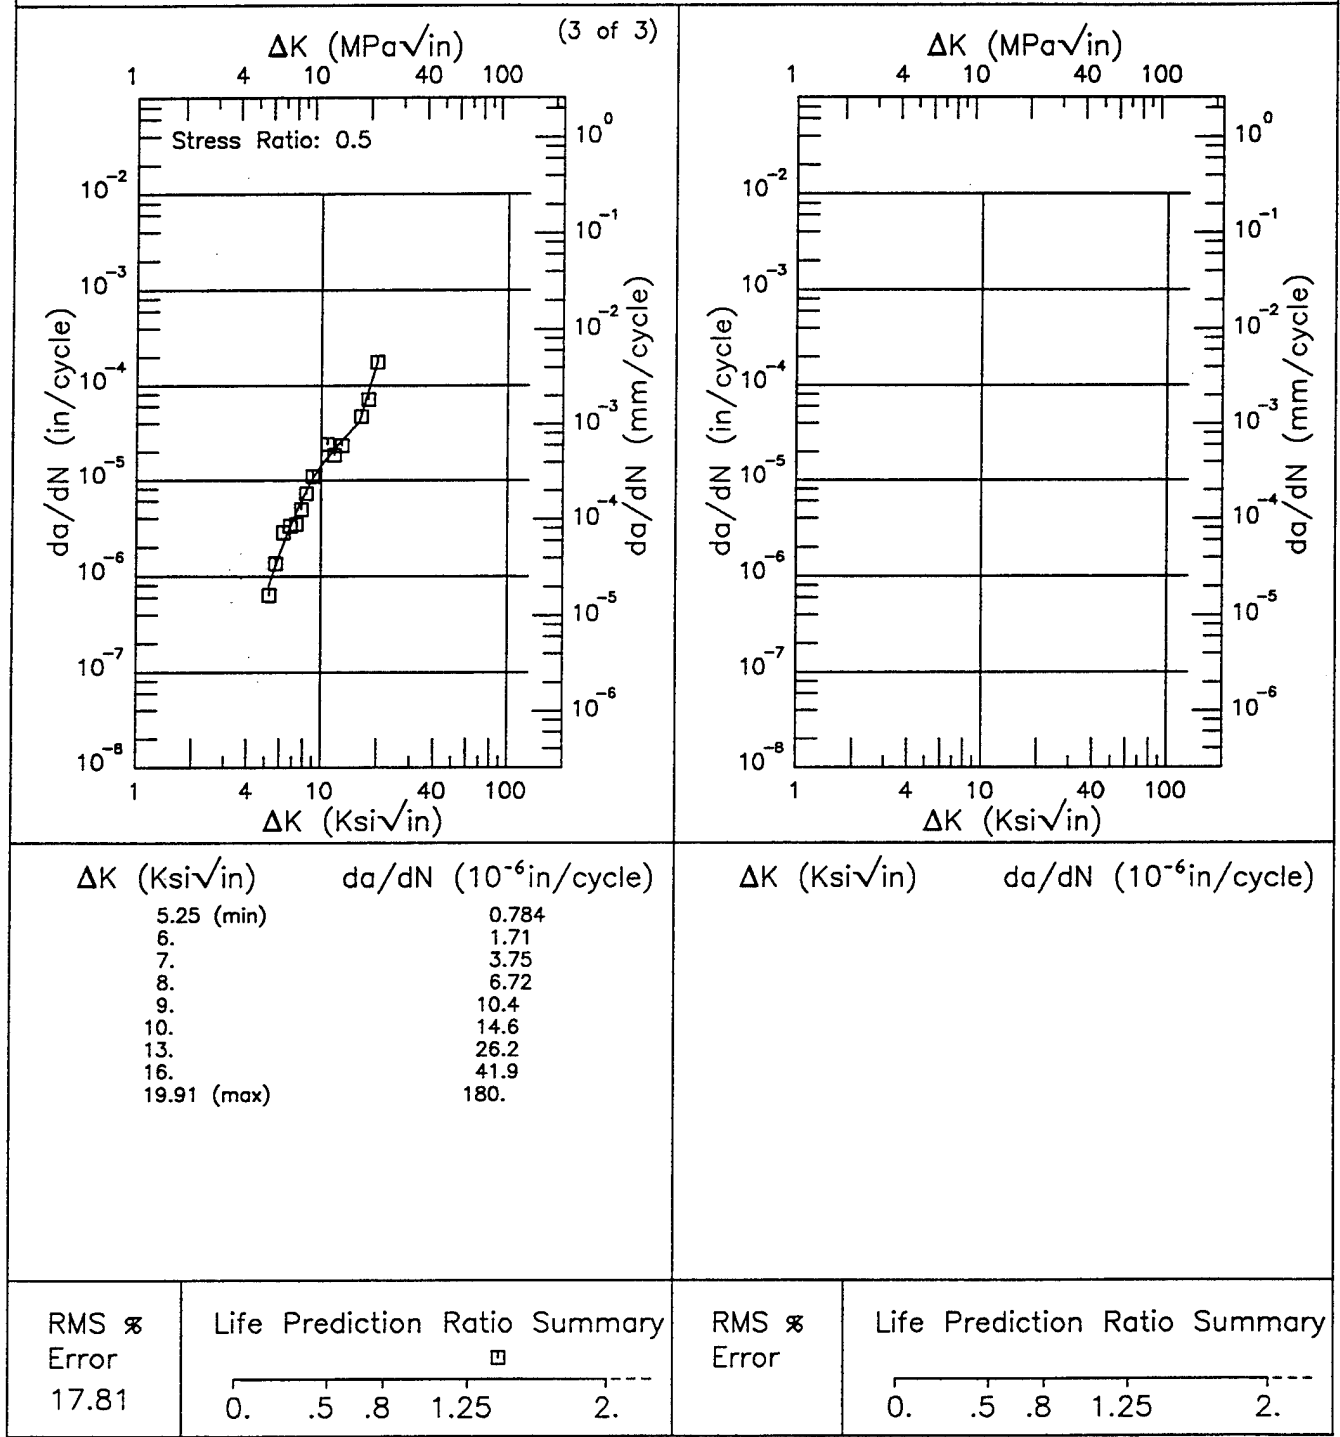 (3 of 3)
ΔK (MPa√in)
1 4 10 40 100
Stress Ratio: 0.5
10⁰
10⁻¹
10⁻²
10⁻³
10⁻⁴
10⁻⁵
10⁻⁶
da/dN (mm/cycle)
10⁻²
10⁻³
10⁻⁴
10⁻⁵
10⁻⁶
10⁻⁷
10⁻⁸
da/dN (in/cycle)
1 4 10 40 100
ΔK (Ksi√in)
ΔK (MPa√in)
1 4 10 40 100
10⁰
10⁻¹
10⁻²
10⁻³
10⁻⁴
10⁻⁵
10⁻⁶
da/dN (mm/cycle)
10⁻²
10⁻³
10⁻⁴
10⁻⁵
10⁻⁶
10⁻⁷
10⁻⁸
da/dN (in/cycle)
1 4 10 40 100
ΔK (Ksi√in)
ΔK (Ksi√in) da/dN (10⁻⁶in/cycle)
5.25 (min) 0.784
6. 1.71
7. 3.75
8. 6.72
9. 10.4
10. 14.6
13. 26.2
16. 41.9
19.91 (max) 180.
ΔK (Ksi√in) da/dN (10⁻⁶in/cycle)
RMS %
Error
17.81
Life Prediction Ratio Summary
0. .5 .8 1.25 2.
RMS %
Error
Life Prediction Ratio Summary
0. .5 .8 1.25 2.